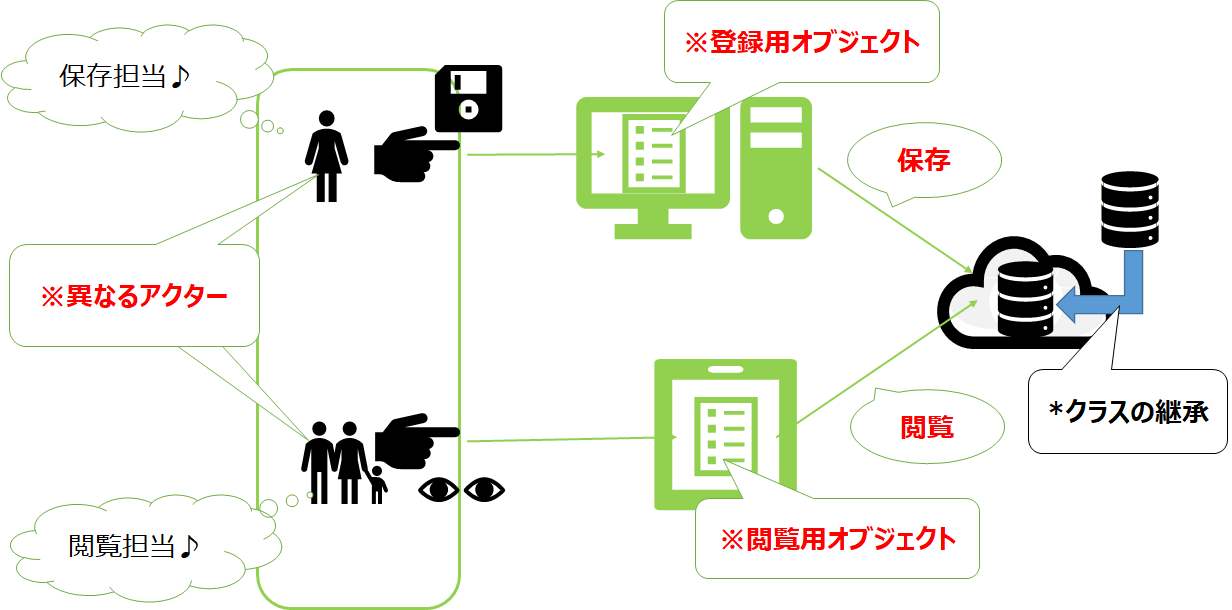 ※登録用オブジェクト
保存担当♪
保存
※異なるアクター
*クラスの継承
閲覧
※閲覧用オブジェクト
閲覧担当♪